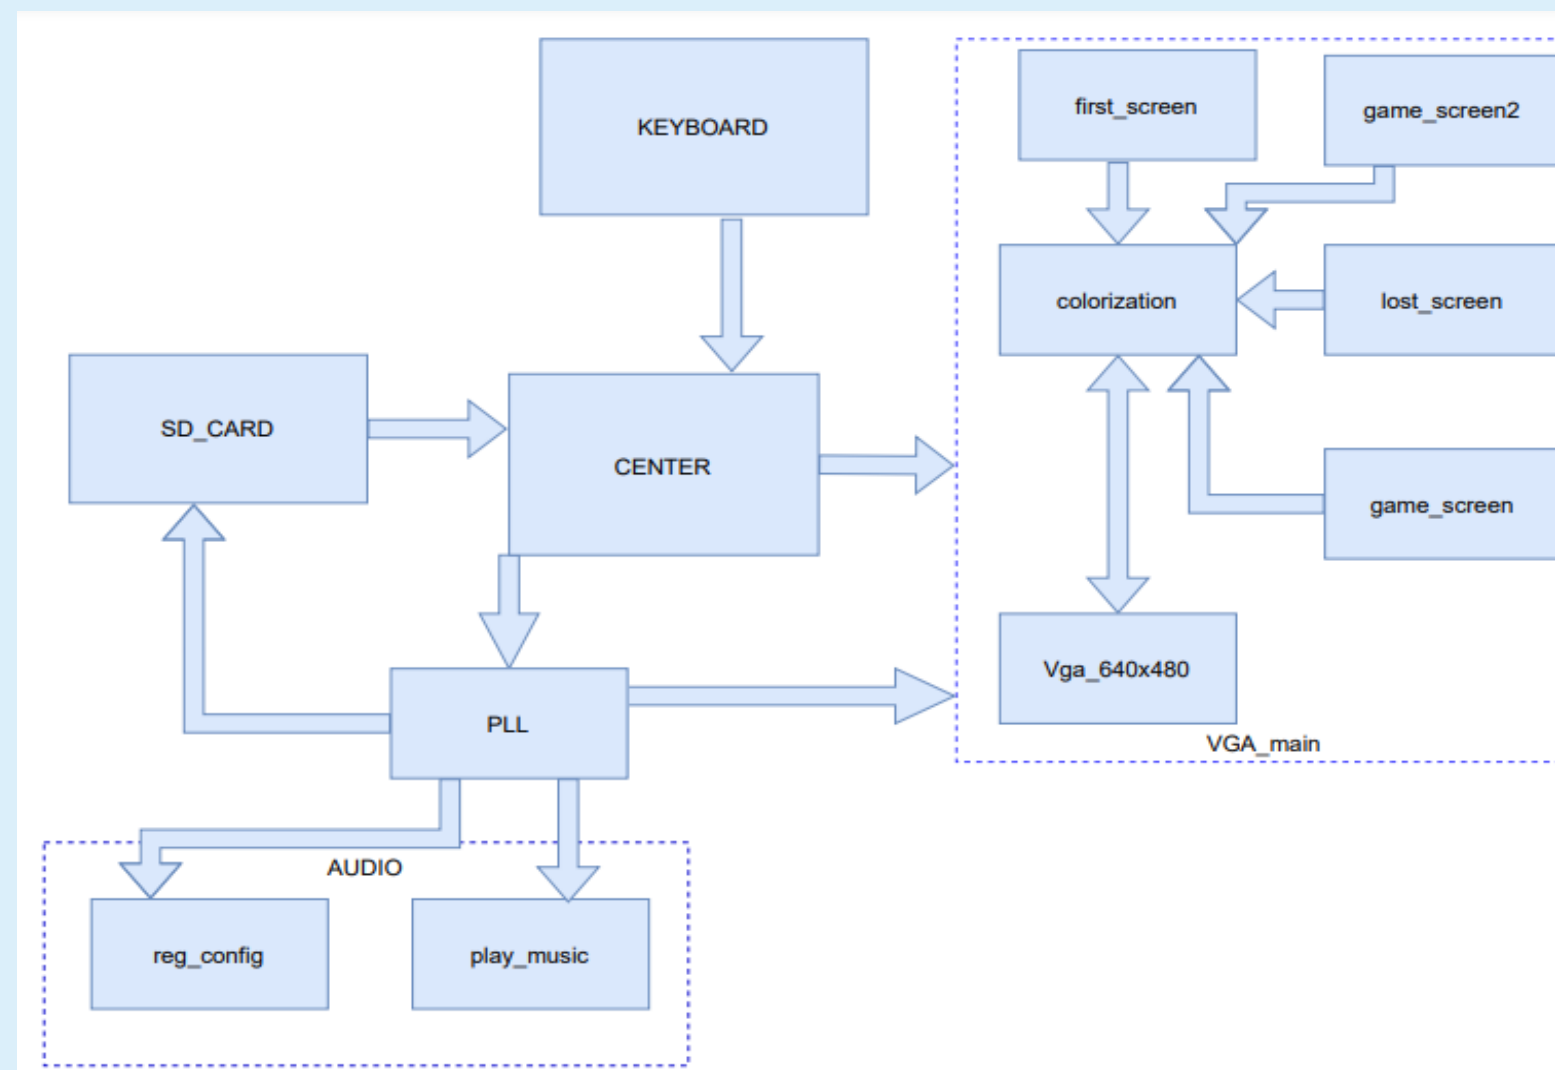 KEYBOARD
first_screen
game_screen2
colorization
lost_screen
SD_CARD
CENTER
game_screen
Vga_640x480
PLL
VGA_main
AUDIO
reg_config
play_music